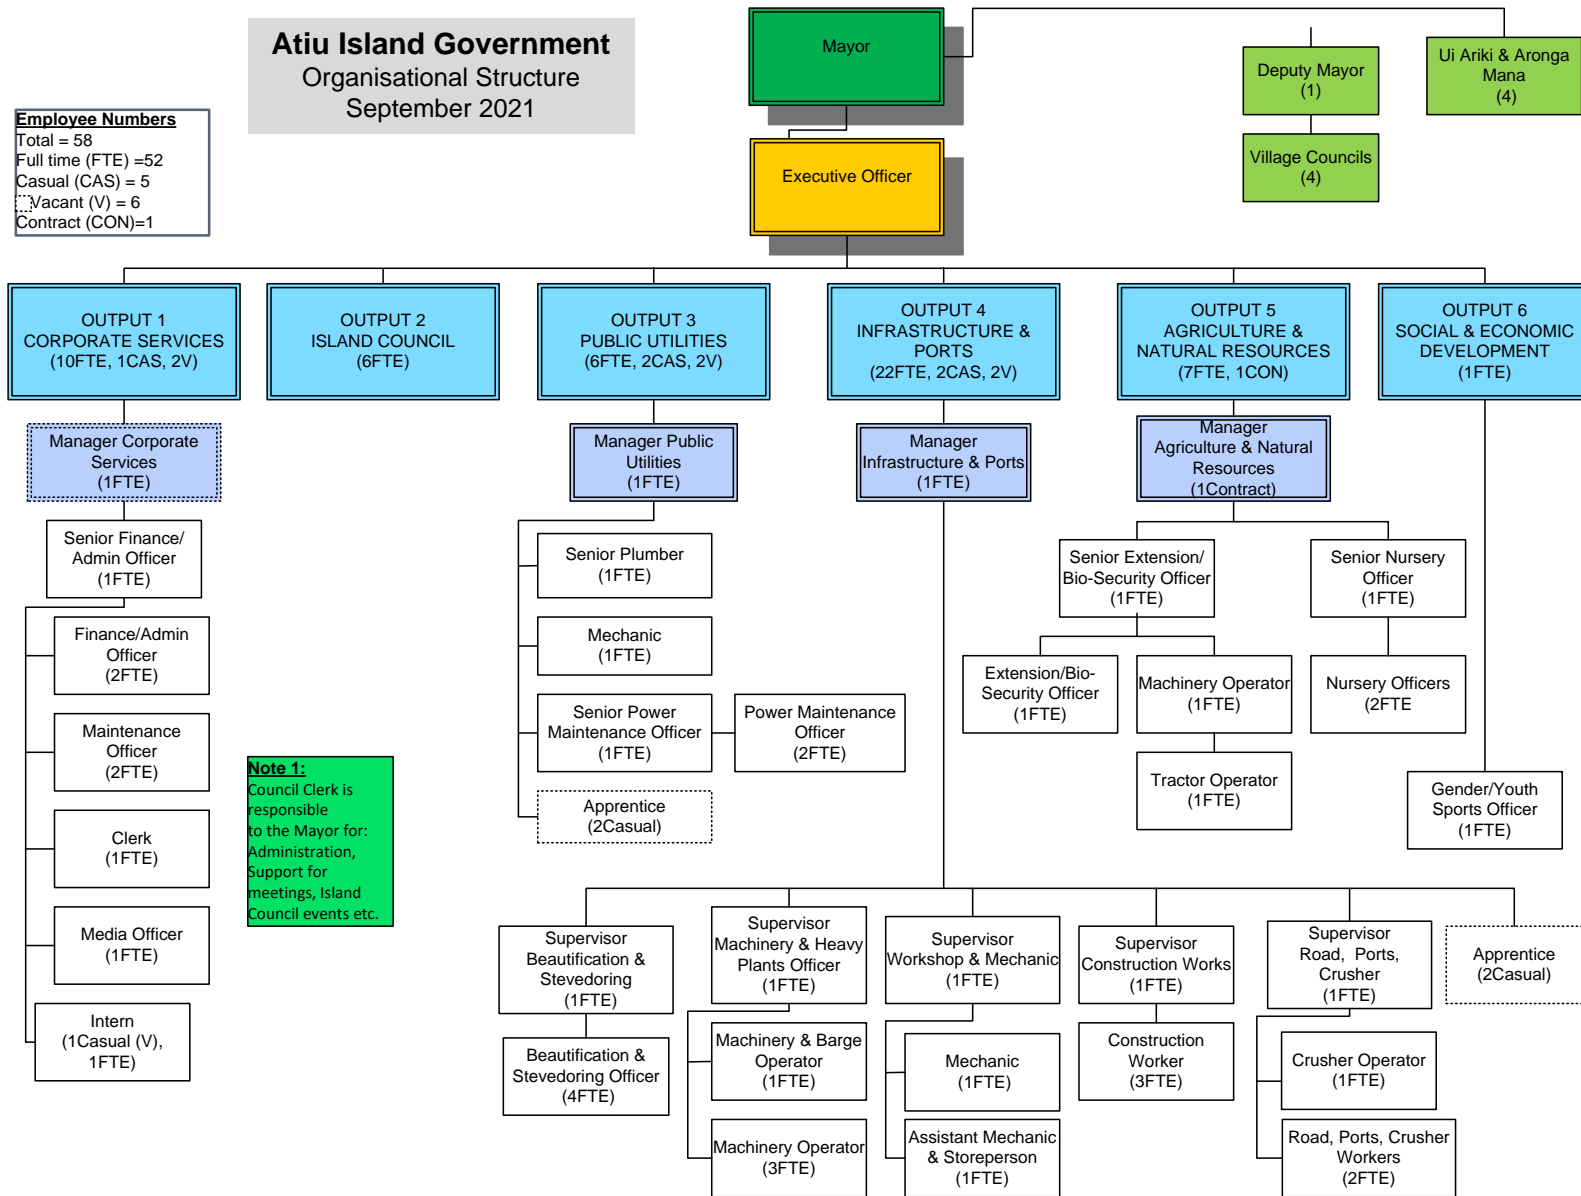 Atiu Island Government
Organisational Structure
September 2021
Employee Numbers
Total = 58
Full time (FTE) =52
Casual (CAS) = 5
Vacant (V) = 6
Contract (CON)=1
Mayor
Executive Officer
Deputy Mayor
(1)
Village Councils
(4)
Ui Ariki & Aronga
Mana
(4)
OUTPUT 1
CORPORATE SERVICES
(10FTE, 1CAS, 2V)
OUTPUT 2
ISLAND COUNCIL
(6FTE)
OUTPUT 3
PUBLIC UTILITIES
(6FTE, 2CAS, 2V)
OUTPUT 4
INFRASTRUCTURE &
PORTS
(22FTE, 2CAS, 2V)
OUTPUT 5
AGRICULTURE &
NATURAL RESOURCES
(7FTE, 1CON)
OUTPUT 6
SOCIAL & ECONOMIC
DEVELOPMENT
(1FTE)
Manager Corporate
Services
(1FTE)
Senior Finance/
Admin Officer
(1FTE)
Finance/Admin
Officer
(2FTE)
Maintenance
Officer
(2FTE)
Clerk
(1FTE)
Media Officer
(1FTE)
Intern
(1Casual (V),
1FTE)
Note 1:
Council Clerk is
responsible
to the Mayor for:
Administration,
Support for
meetings, Island
Council events etc.
Manager Public
Utilities
(1FTE)
Senior Plumber
(1FTE)
Mechanic
(1FTE)
Senior Power
Maintenance Officer
(1FTE)
Power Maintenance
Officer
(2FTE)
Apprentice
(2Casual)
Manager
Infrastructure & Ports
(1FTE)
Supervisor
Beautification &
Stevedoring
(1FTE)
Beautification &
Stevedoring Officer
(4FTE)
Supervisor
Machinery & Heavy
Plants Officer
(1FTE)
Machinery & Barge
Operator
(1FTE)
Machinery Operator
(3FTE)
Supervisor
Workshop & Mechanic
(1FTE)
Mechanic
(1FTE)
Assistant Mechanic
& Storeperson
(1FTE)
Supervisor
Construction Works
(1FTE)
Construction
Worker
(3FTE)
Supervisor
Road, Ports,
Crusher
(1FTE)
Crusher Operator
(1FTE)
Road, Ports, Crusher
Workers
(2FTE)
Apprentice
(2Casual)
Manager
Agriculture & Natural
Resources
(1Contract)
Senior Extension/
Bio-Security Officer
(1FTE)
Extension/Bio-
Security Officer
(1FTE)
Machinery Operator
(1FTE)
Tractor Operator
(1FTE)
Senior Nursery
Officer
(1FTE)
Nursery Officers
(2FTE
Gender/Youth
Sports Officer
(1FTE)